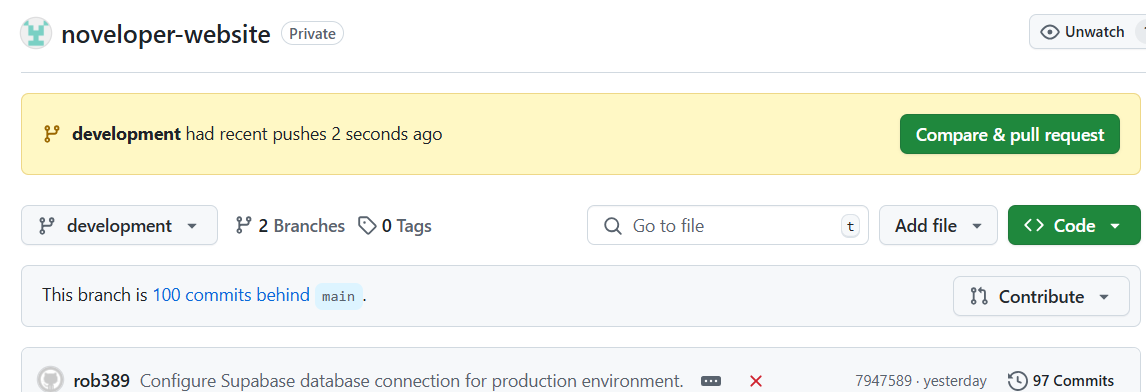 noveloper-website Private Unwatch
development had recent pushes 2 seconds ago Compare & pull request
development 2 Branches 0 Tags Go to file t Add file Code
This branch is 100 commits behind main. Contribute
rob389 Configure Supabase database connection for production environment. 7947589 · yesterday 97 Commits